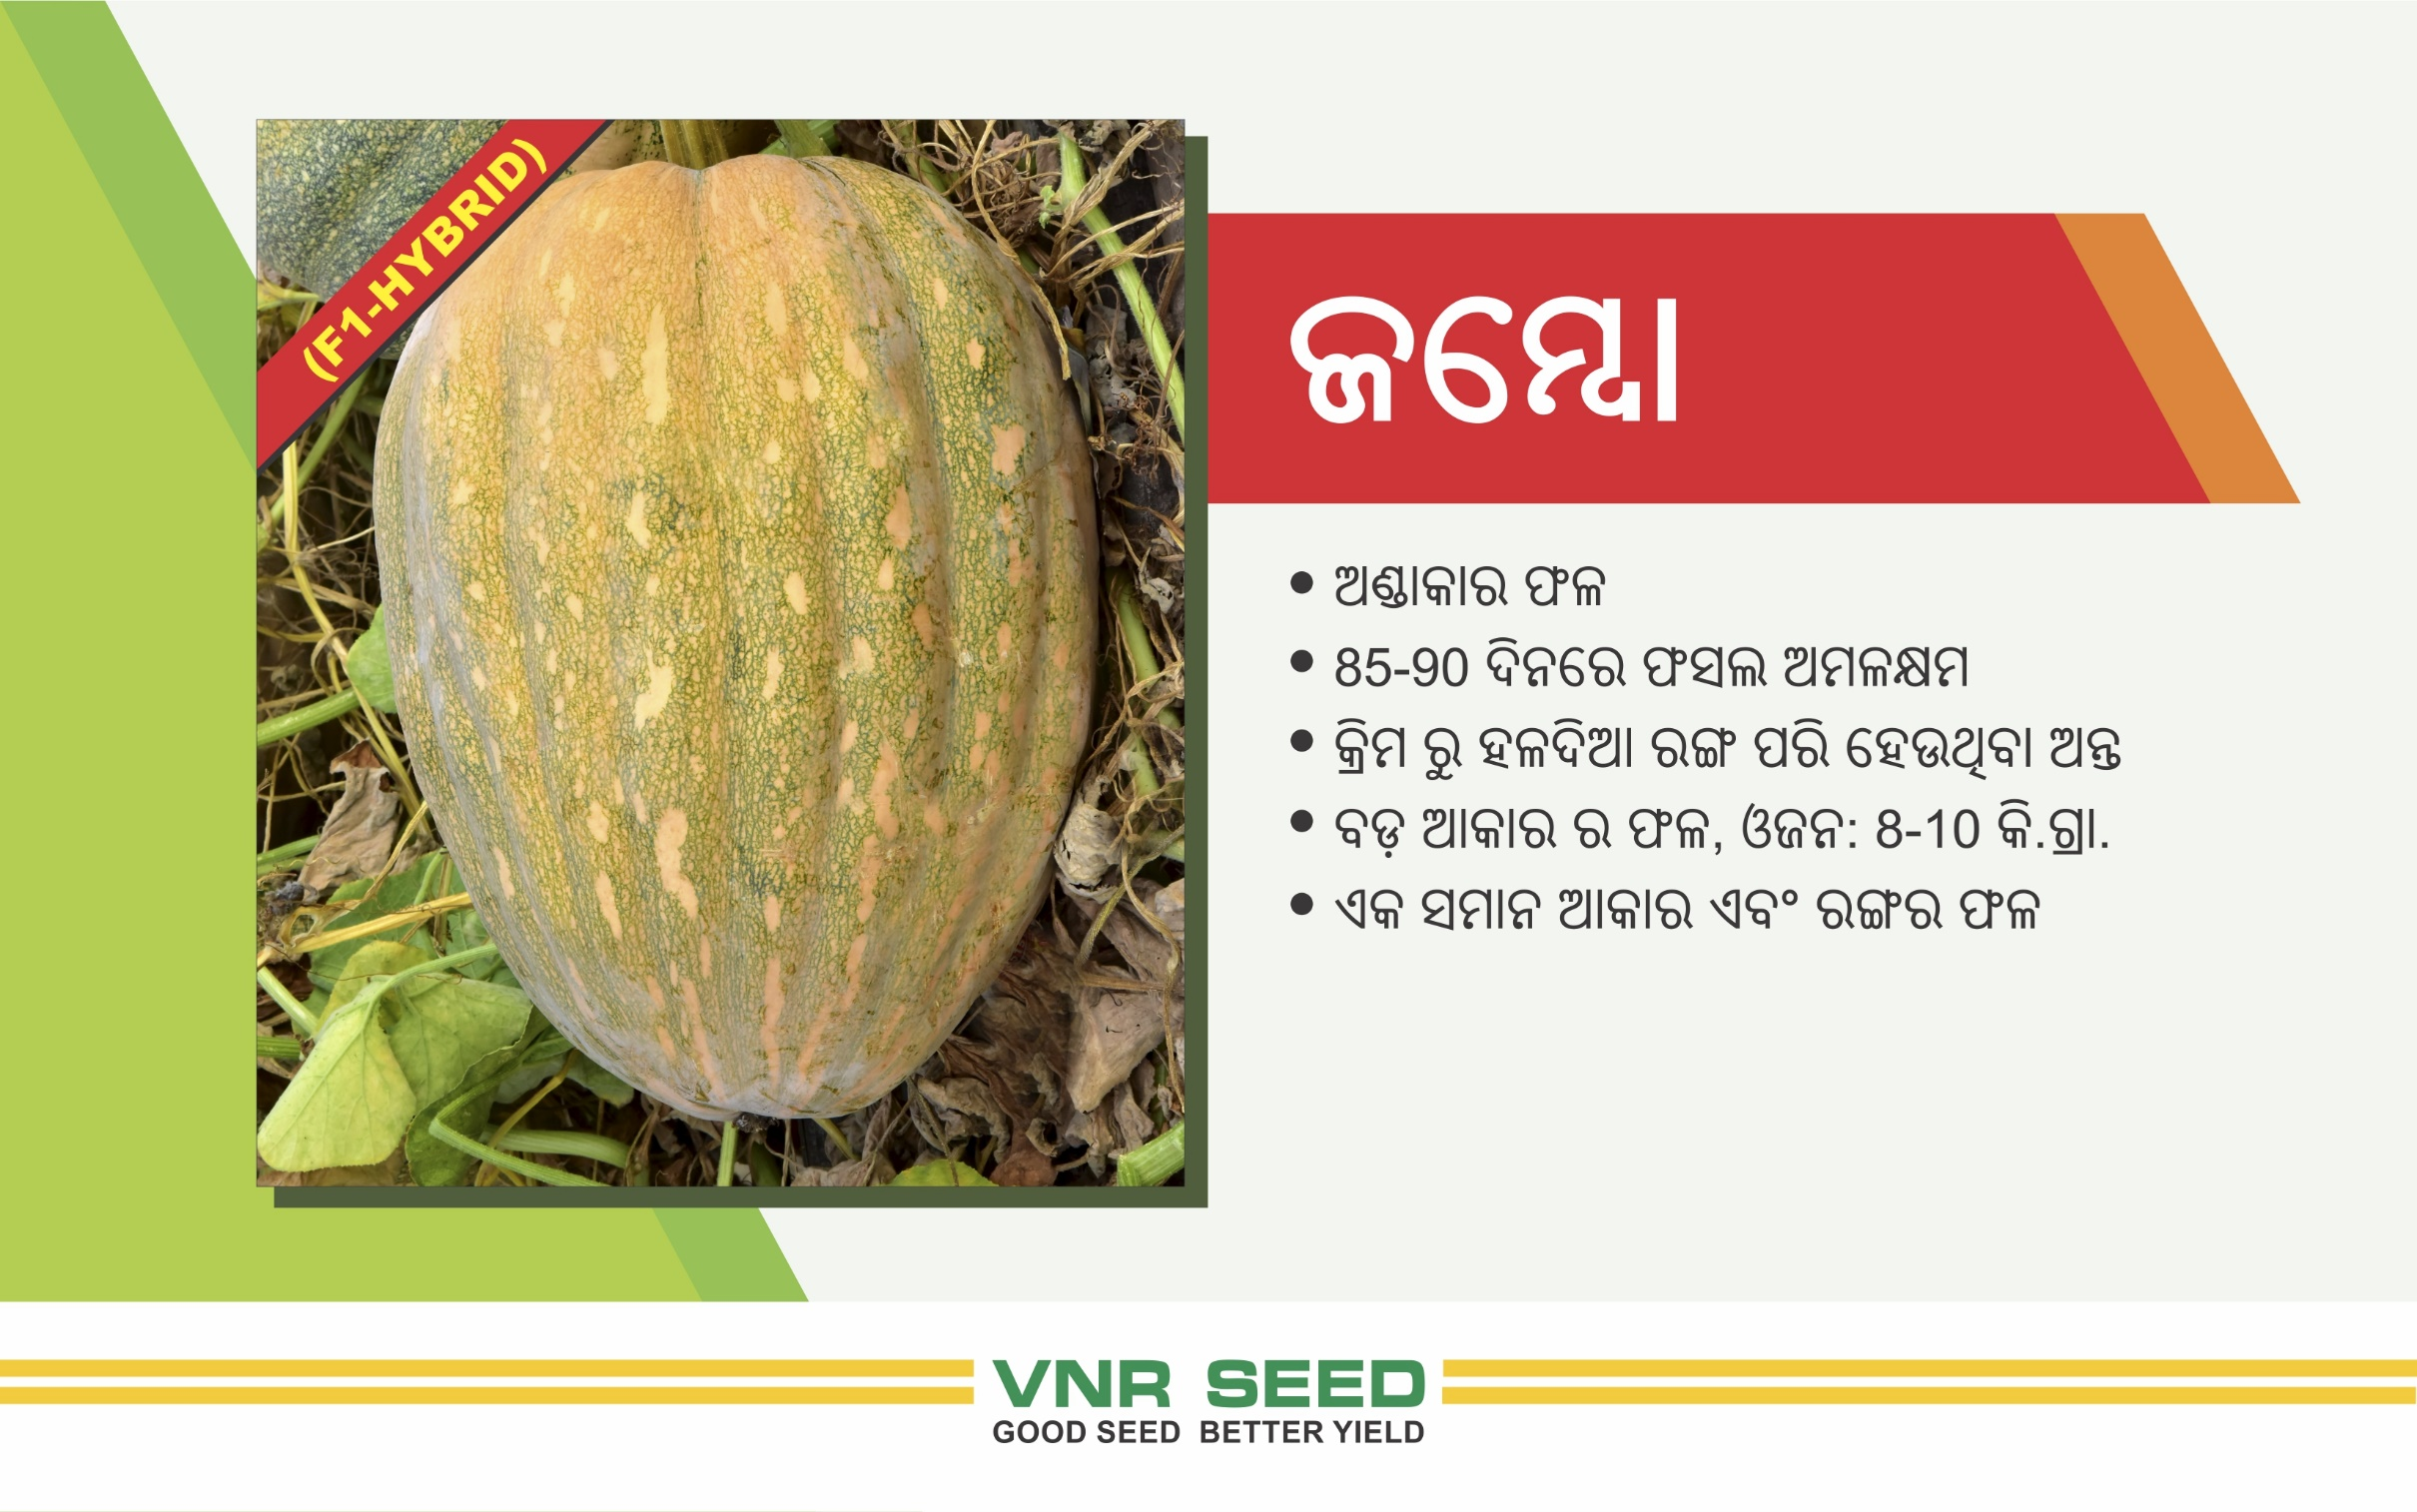 (F1-HYBRID)
ଜମ୍ବୋ
• ଅଣ୍ଡାକାର ଫଳ
• 85-90 ଦିନରେ ଫସଲ ଅମଳକ୍ଷମ
• କ୍ରିମ ରୁ ହଳଦିଆ ରଙ୍ଗ ପରି ହେଉଥିବା ଅନ୍ତ
• ବଡ଼ ଆକାର ର ଫଳ, ଓଜନ: 8-10 କି.ଗ୍ରା.
• ଏକ ସମାନ ଆକାର ଏବଂ ରଙ୍ଗର ଫଳ
VNR SEED
GOOD SEED BETTER YIELD